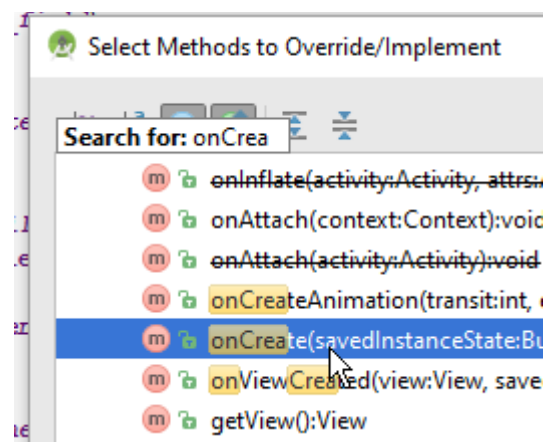 Select Methods to Override/Implement
Search for: onCrea
onInflate(activity:Activity, attrs:
onAttach(context:Context):void
onAttach(activity:Activity):void
onCreateAnimation(transit:int,
onCreate(savedInstanceState:Bu
onViewCreated(view:View, save
getView():View